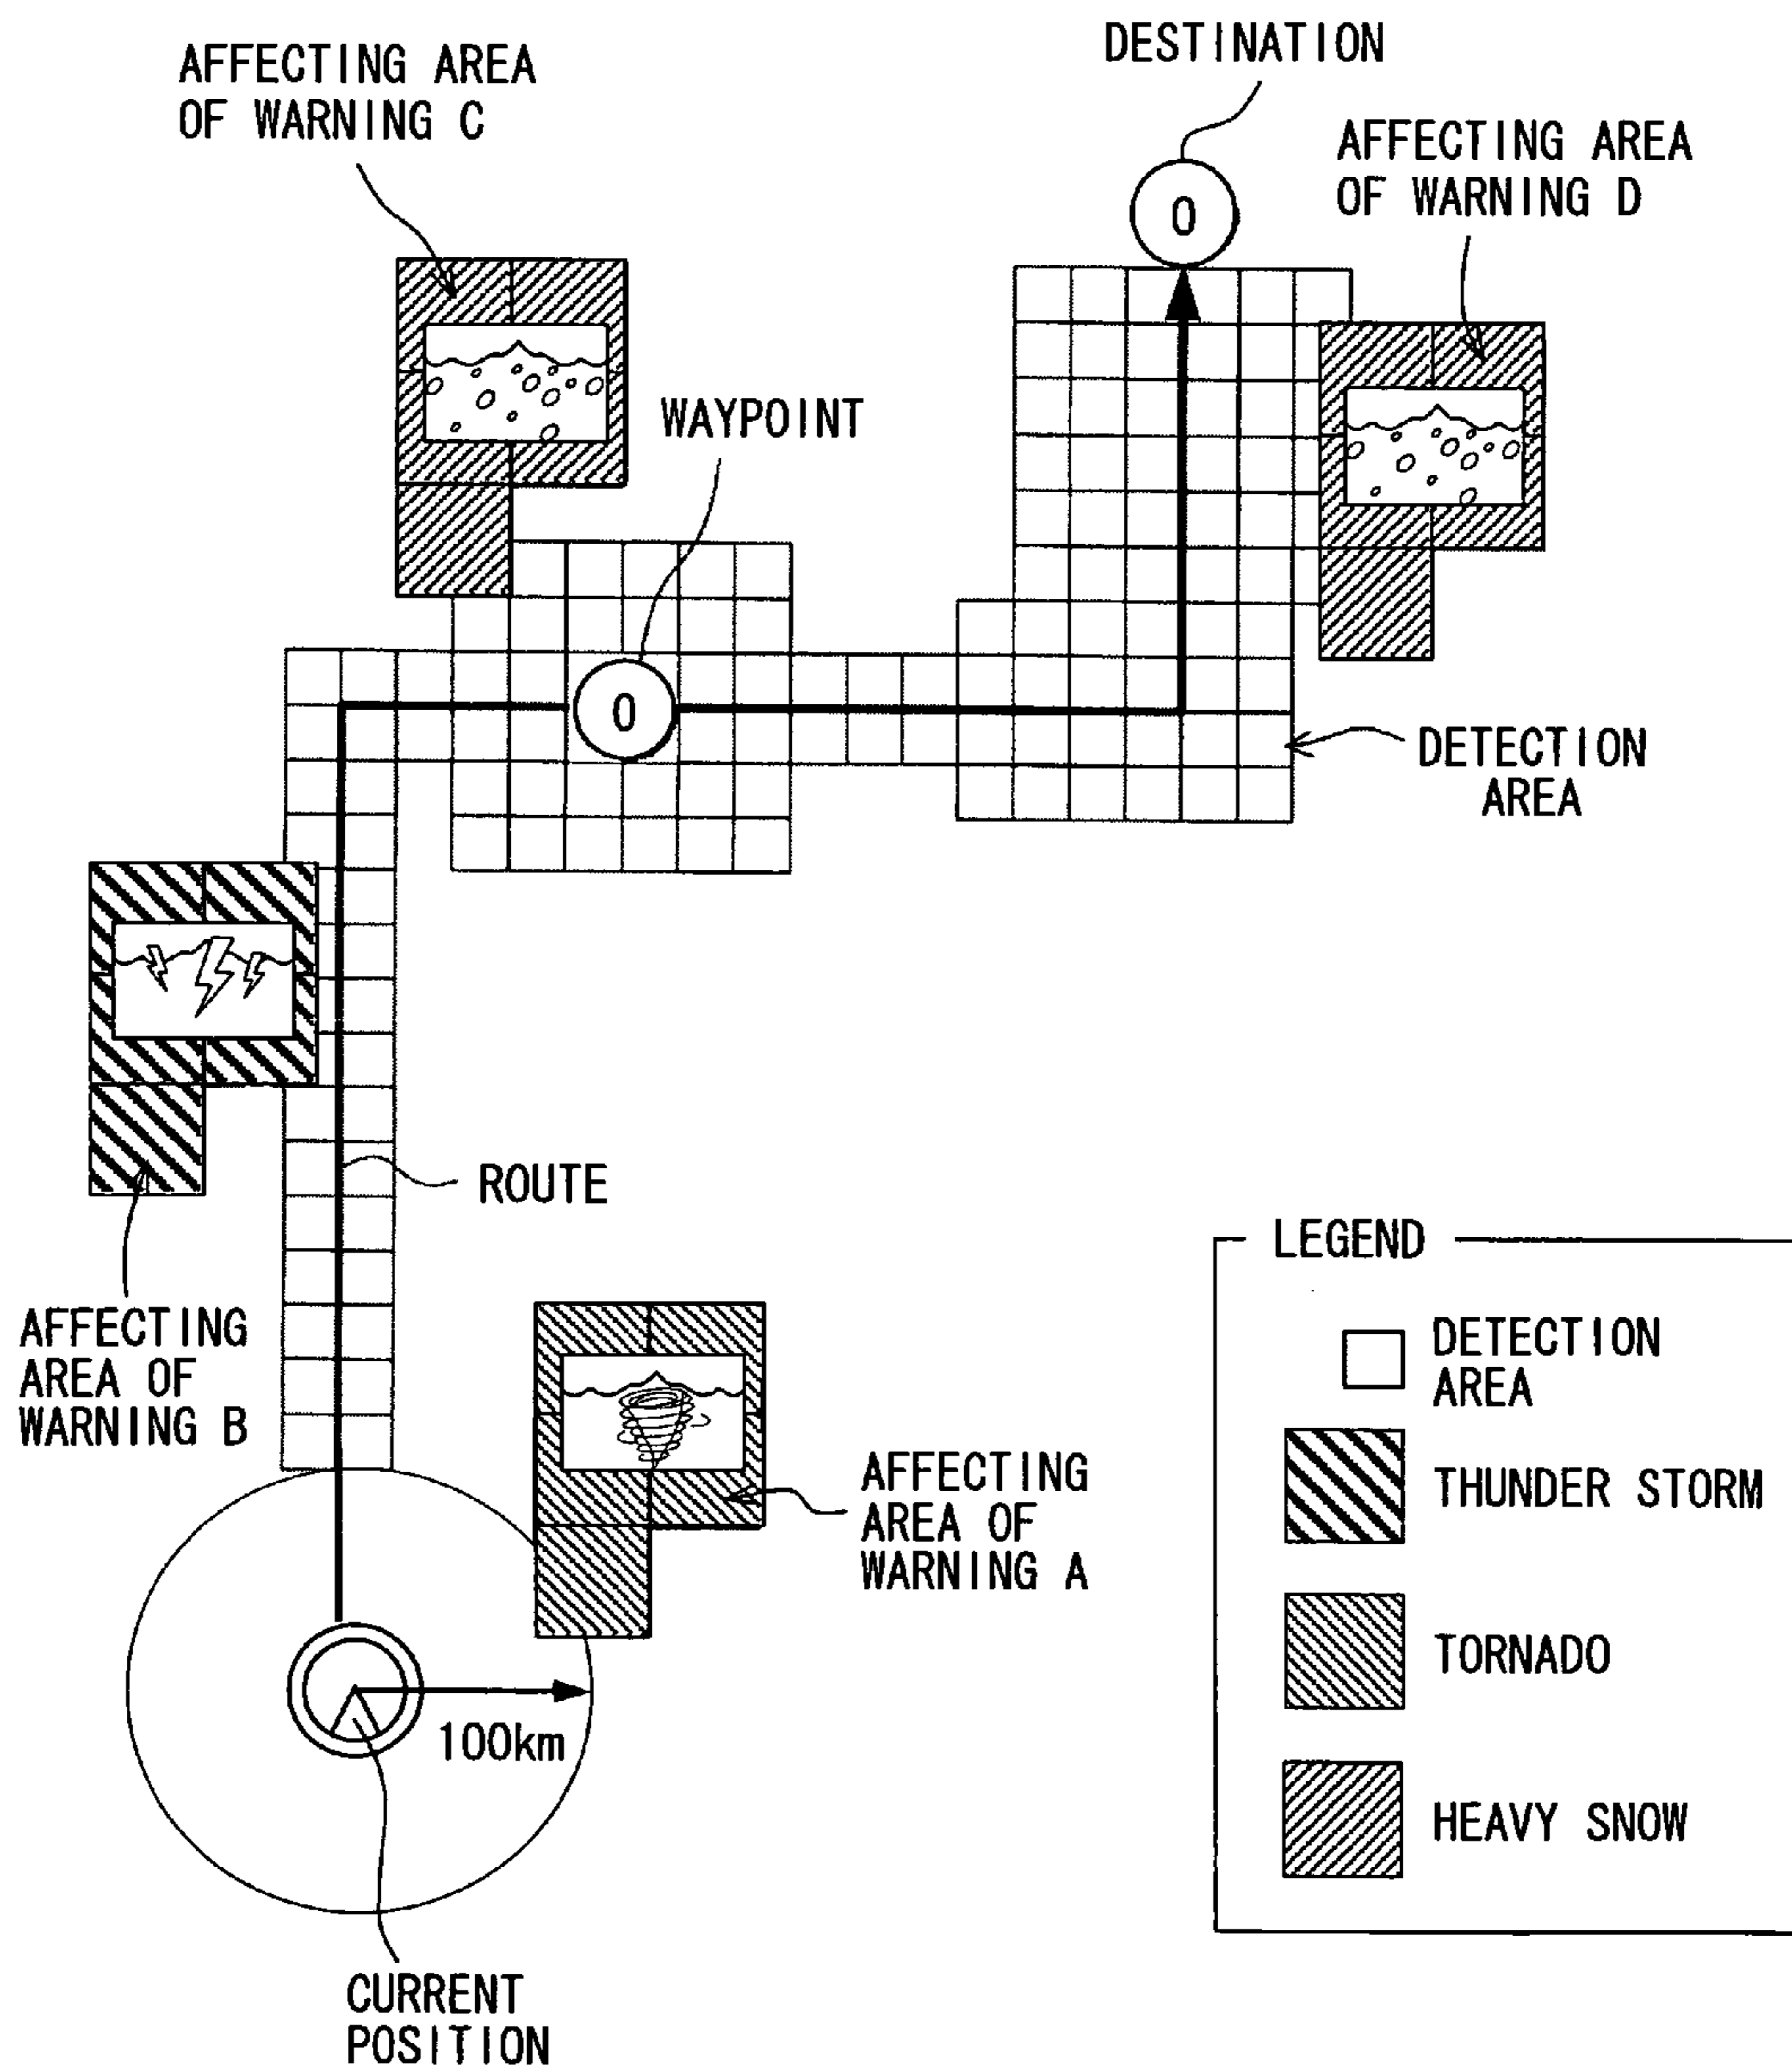 DESTINATION
AFFECTING AREA
OF WARNING C
AFFECTING AREA
OF WARNING D
0
WAYPOINT
0
DETECTION
AREA
ROUTE
AFFECTING
AREA OF
WARNING B
AFFECTING
AREA OF
WARNING A
100km
CURRENT
POSITION
LEGEND
DETECTION
AREA
THUNDER STORM
TORNADO
HEAVY SNOW